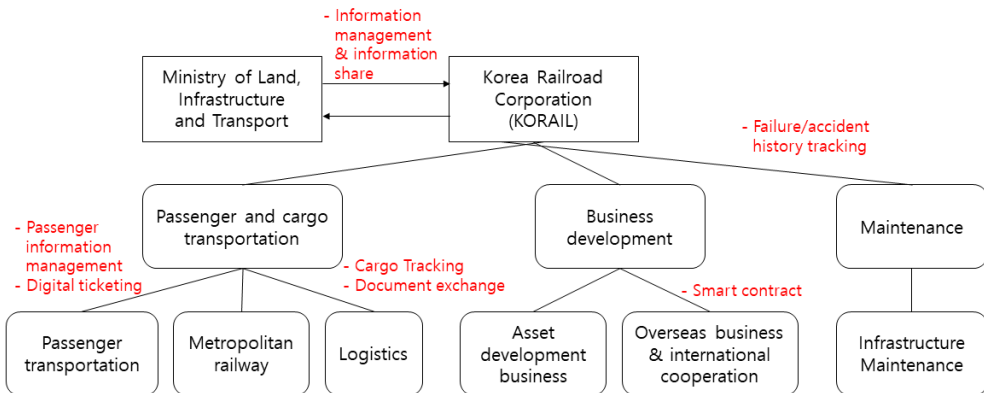 - Information
management
& information
share
Ministry of Land,
Infrastructure
and Transport
Korea Railroad
Corporation
(KORAIL)
- Failure/accident
history tracking
Passenger and cargo
transportation
Business
development
Maintenance
- Passenger
information
management
- Digital ticketing
- Cargo Tracking
- Document exchange
- Smart contract
Passenger
transportation
Metropolitan
railway
Logistics
Asset
development
business
Overseas business
& international
cooperation
Infrastructure
Maintenance